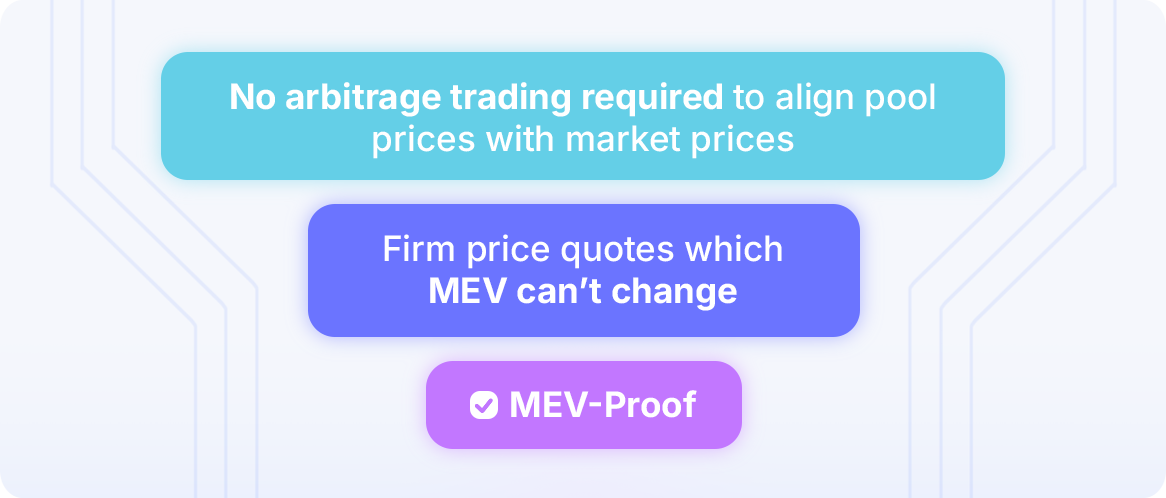 No arbitrage trading required to align pool
prices with market prices
Firm price quotes which
MEV can’t change
MEV-Proof